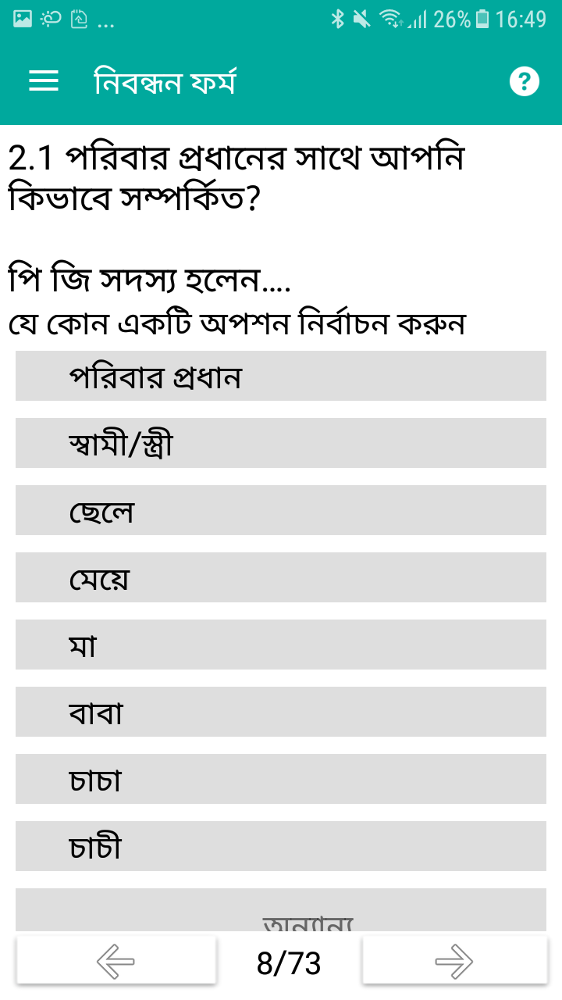 ... 26% 16:49
নিবন্ধন ফর্ম ?
2.1 পরিবার প্রধানের সাথে আপনি
কিভাবে সম্পর্কিত?
পি জি সদস্য হলেন....
যে কোন একটি অপশন নির্বাচন করুন
পরিবার প্রধান
স্বামী/স্ত্রী
ছেলে
মেয়ে
মা
বাবা
চাচা
চাচী
অন্যান্য
8/73